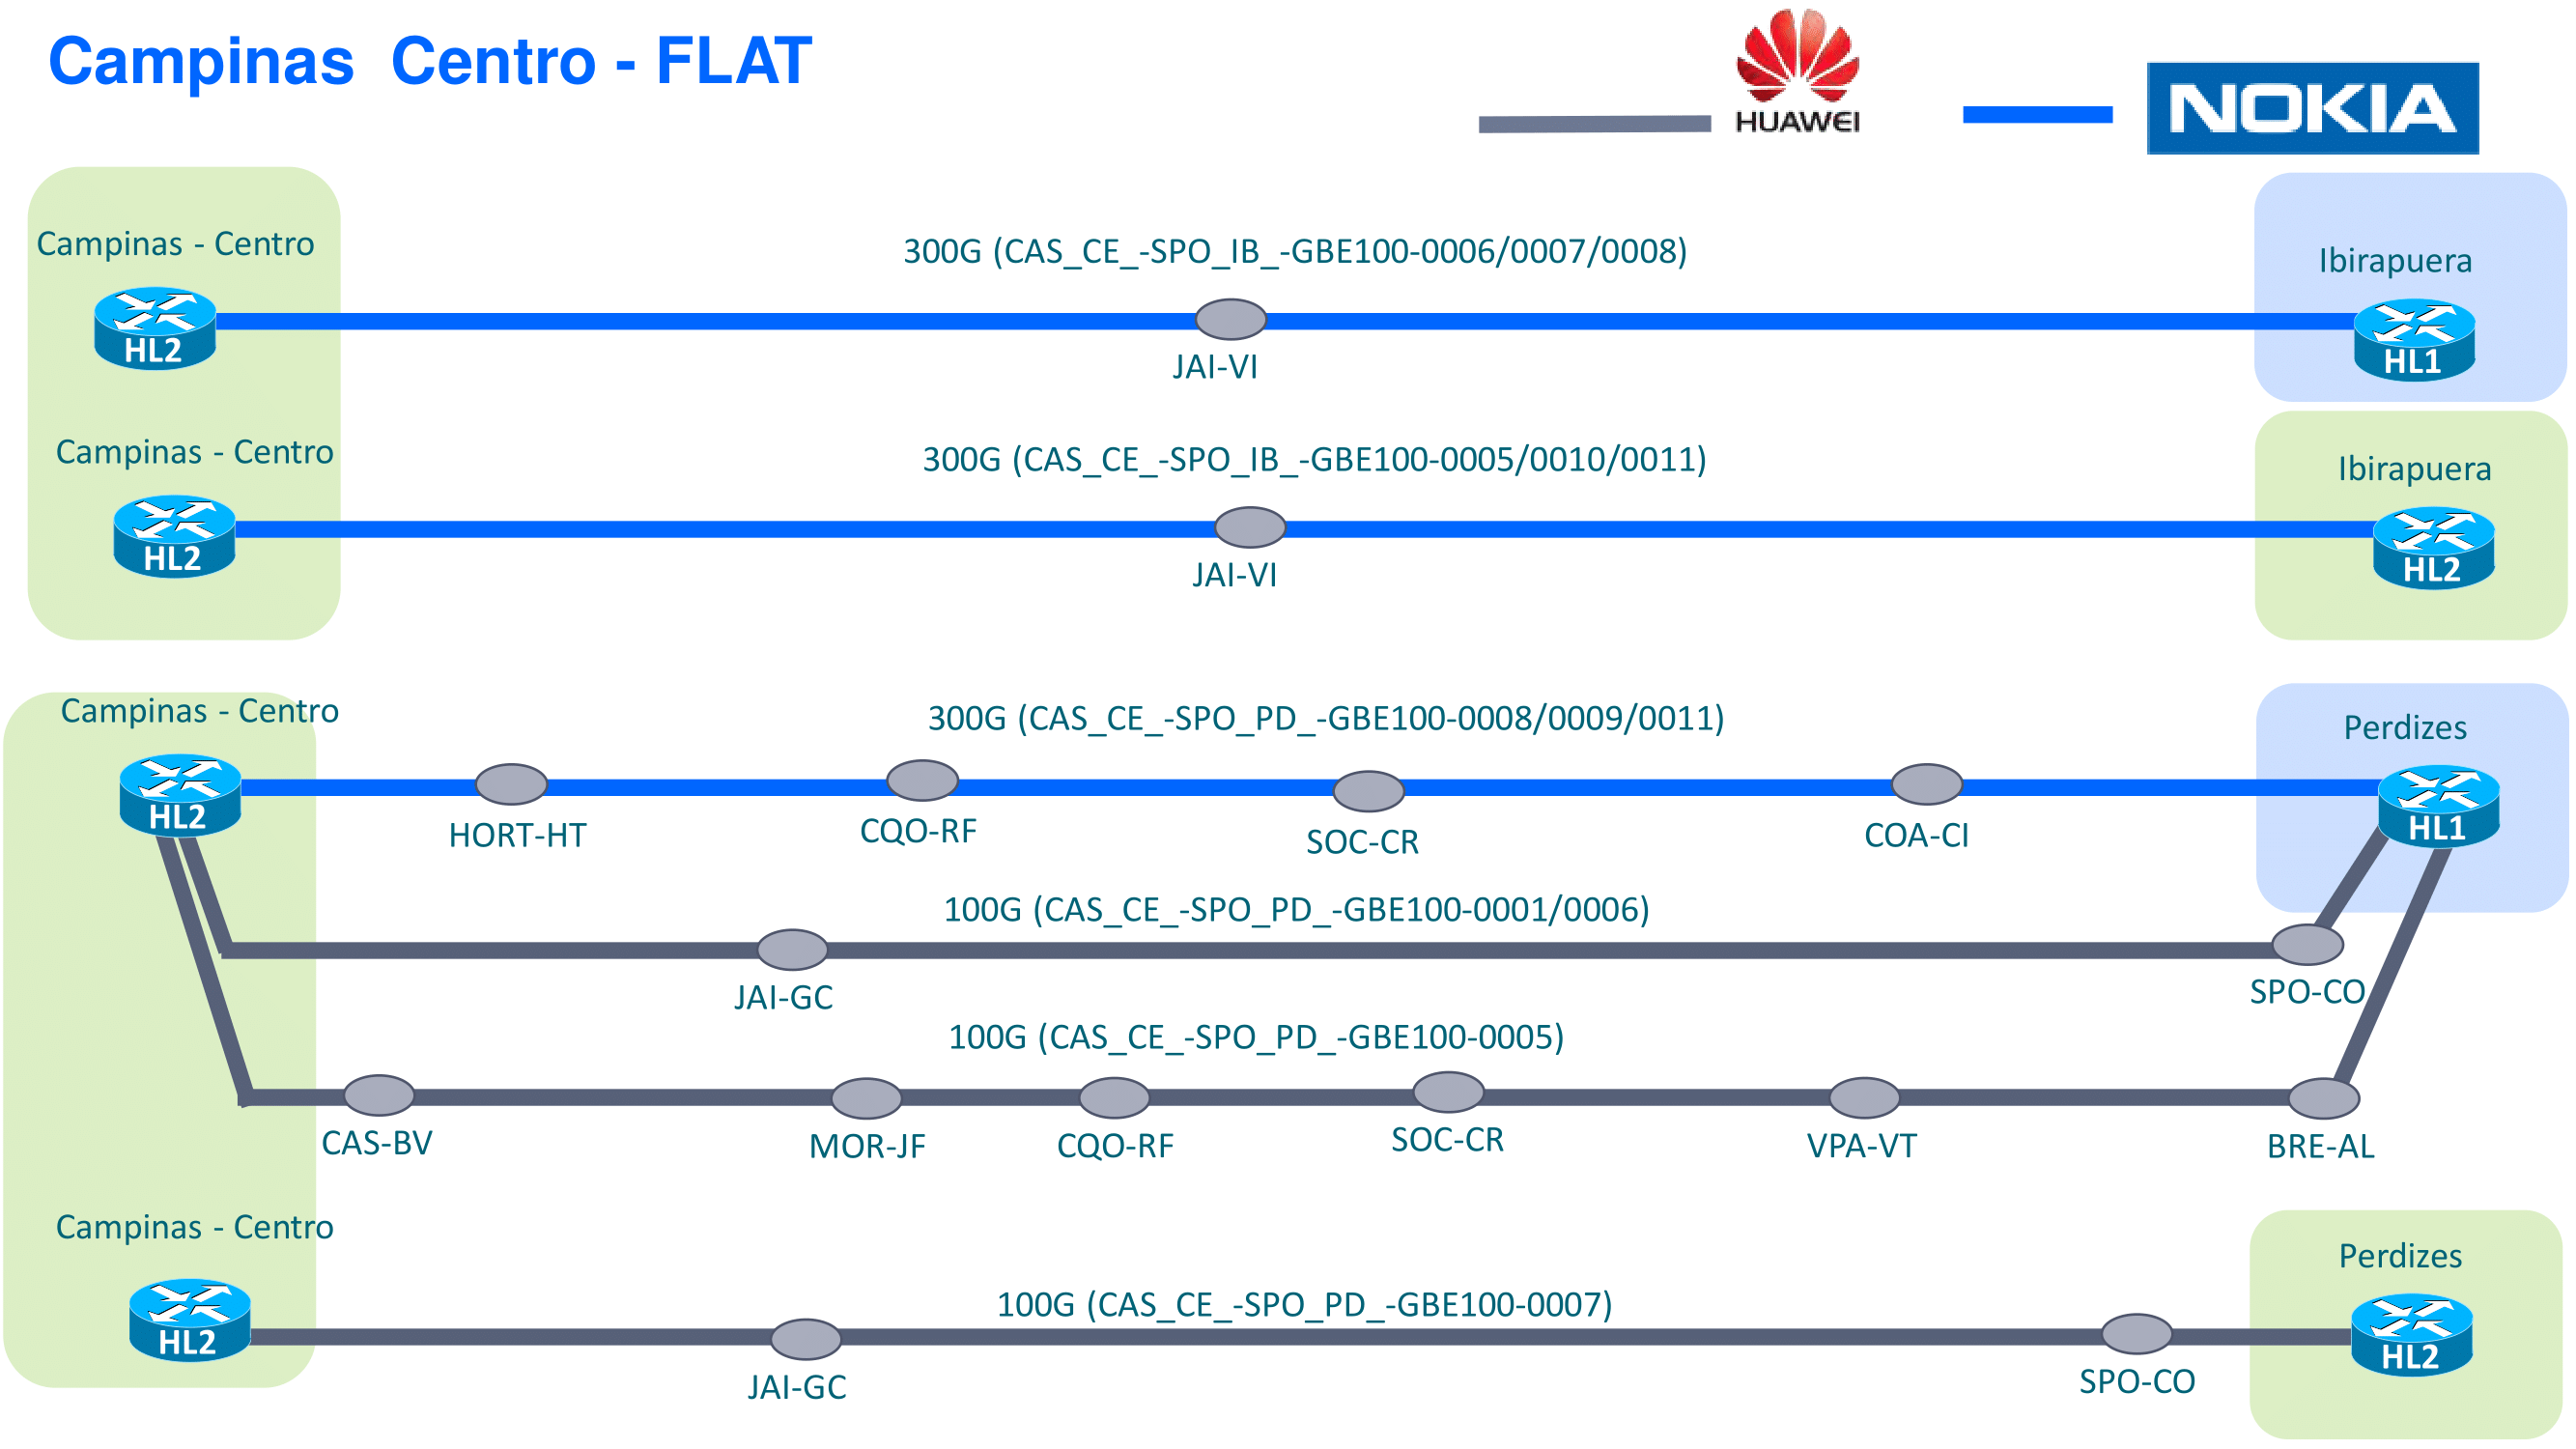 Campinas  Centro - FLAT
HUAWEI
NOKIA
Campinas - Centro
300G (CAS_CE_-SPO_IB_-GBE100-0006/0007/0008)
Ibirapuera
HL2
JAI-VI
HL1
Campinas - Centro
300G (CAS_CE_-SPO_IB_-GBE100-0005/0010/0011)
Ibirapuera
HL2
JAI-VI
HL2
Campinas - Centro
300G (CAS_CE_-SPO_PD_-GBE100-0008/0009/0011)
Perdizes
HL2
HORT-HT
CQO-RF
SOC-CR
COA-CI
HL1
100G (CAS_CE_-SPO_PD_-GBE100-0001/0006)
JAI-GC
SPO-CO
100G (CAS_CE_-SPO_PD_-GBE100-0005)
CAS-BV
MOR-JF
CQO-RF
SOC-CR
VPA-VT
BRE-AL
Campinas - Centro
Perdizes
100G (CAS_CE_-SPO_PD_-GBE100-0007)
HL2
JAI-GC
SPO-CO
HL2